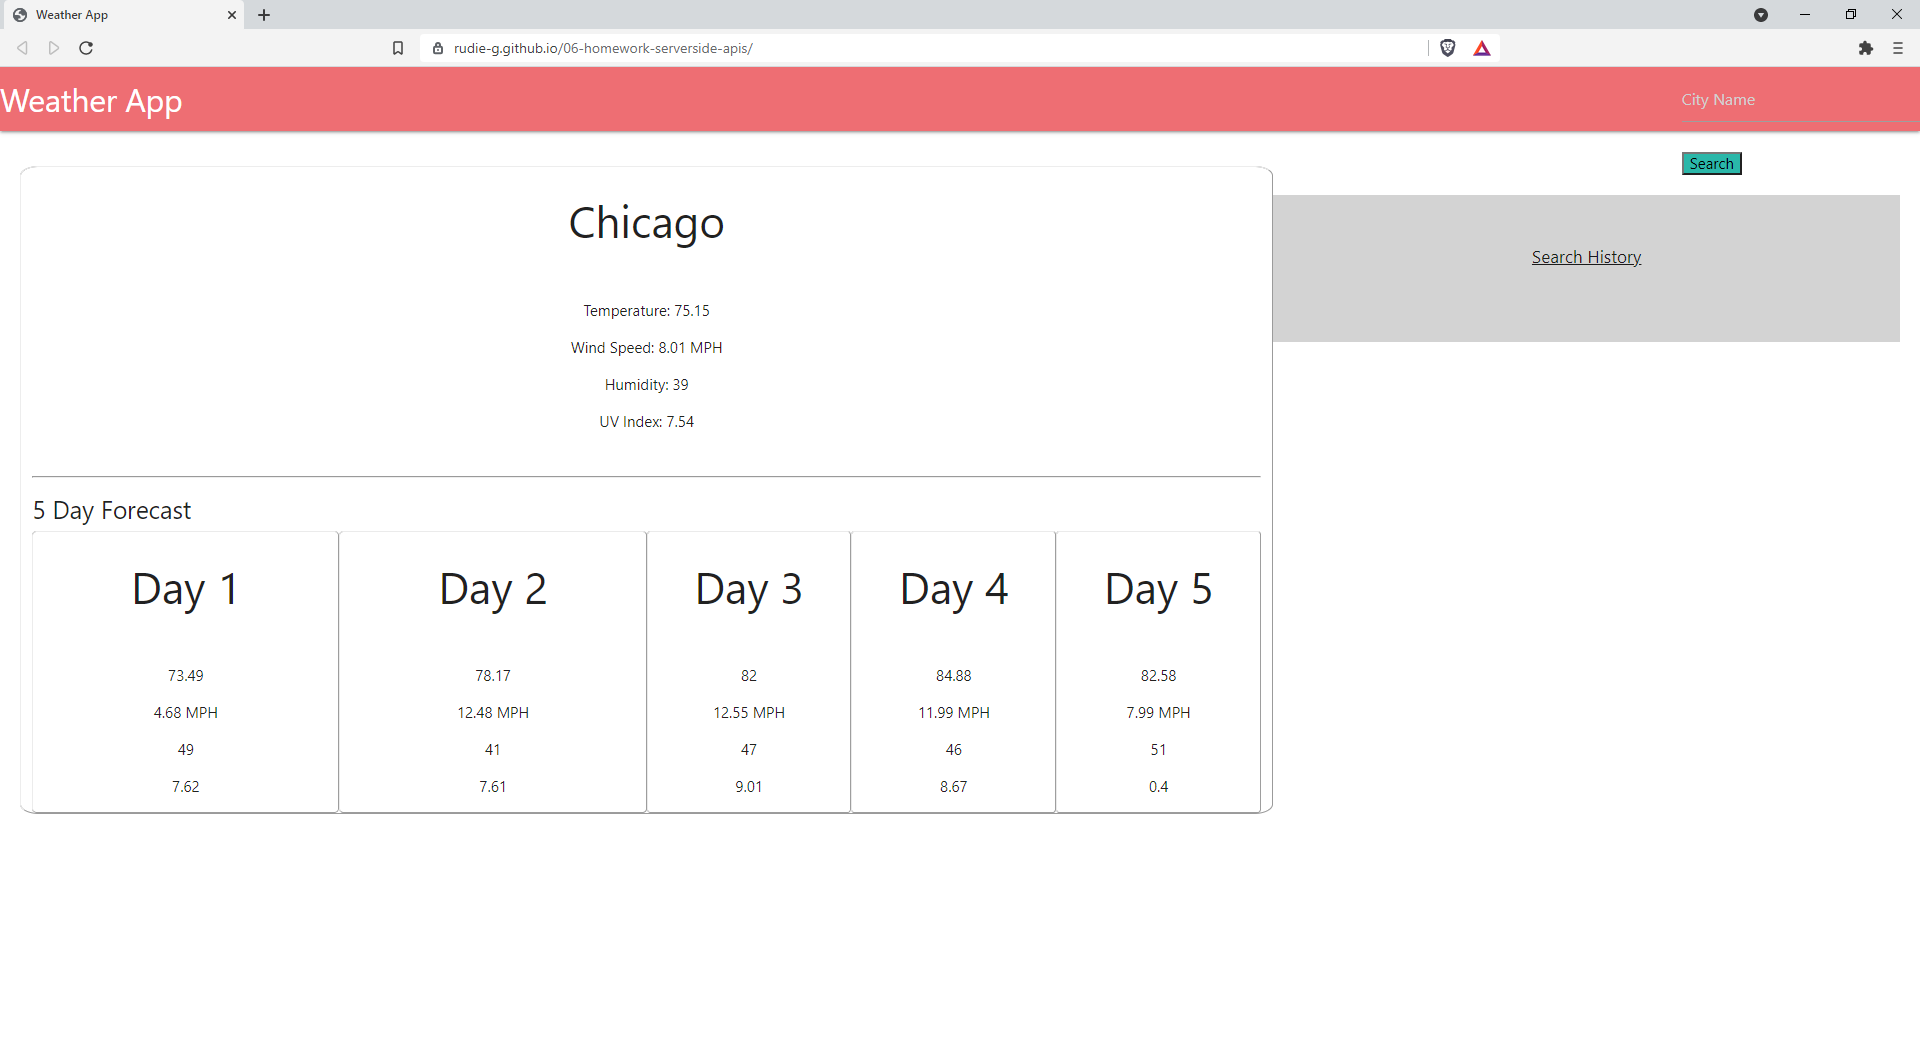 Weather App
rudie-g.github.io/06-homework-serverside-apis/
Weather App
City Name
Search
Chicago
Temperature: 75.15
Wind Speed: 8.01 MPH
Humidity: 39
UV Index: 7.54
Search History
5 Day Forecast
Day 1
73.49
4.68 MPH
49
7.62
Day 2
78.17
12.48 MPH
41
7.61
Day 3
82
12.55 MPH
47
9.01
Day 4
84.88
11.99 MPH
46
8.67
Day 5
82.58
7.99 MPH
51
0.4